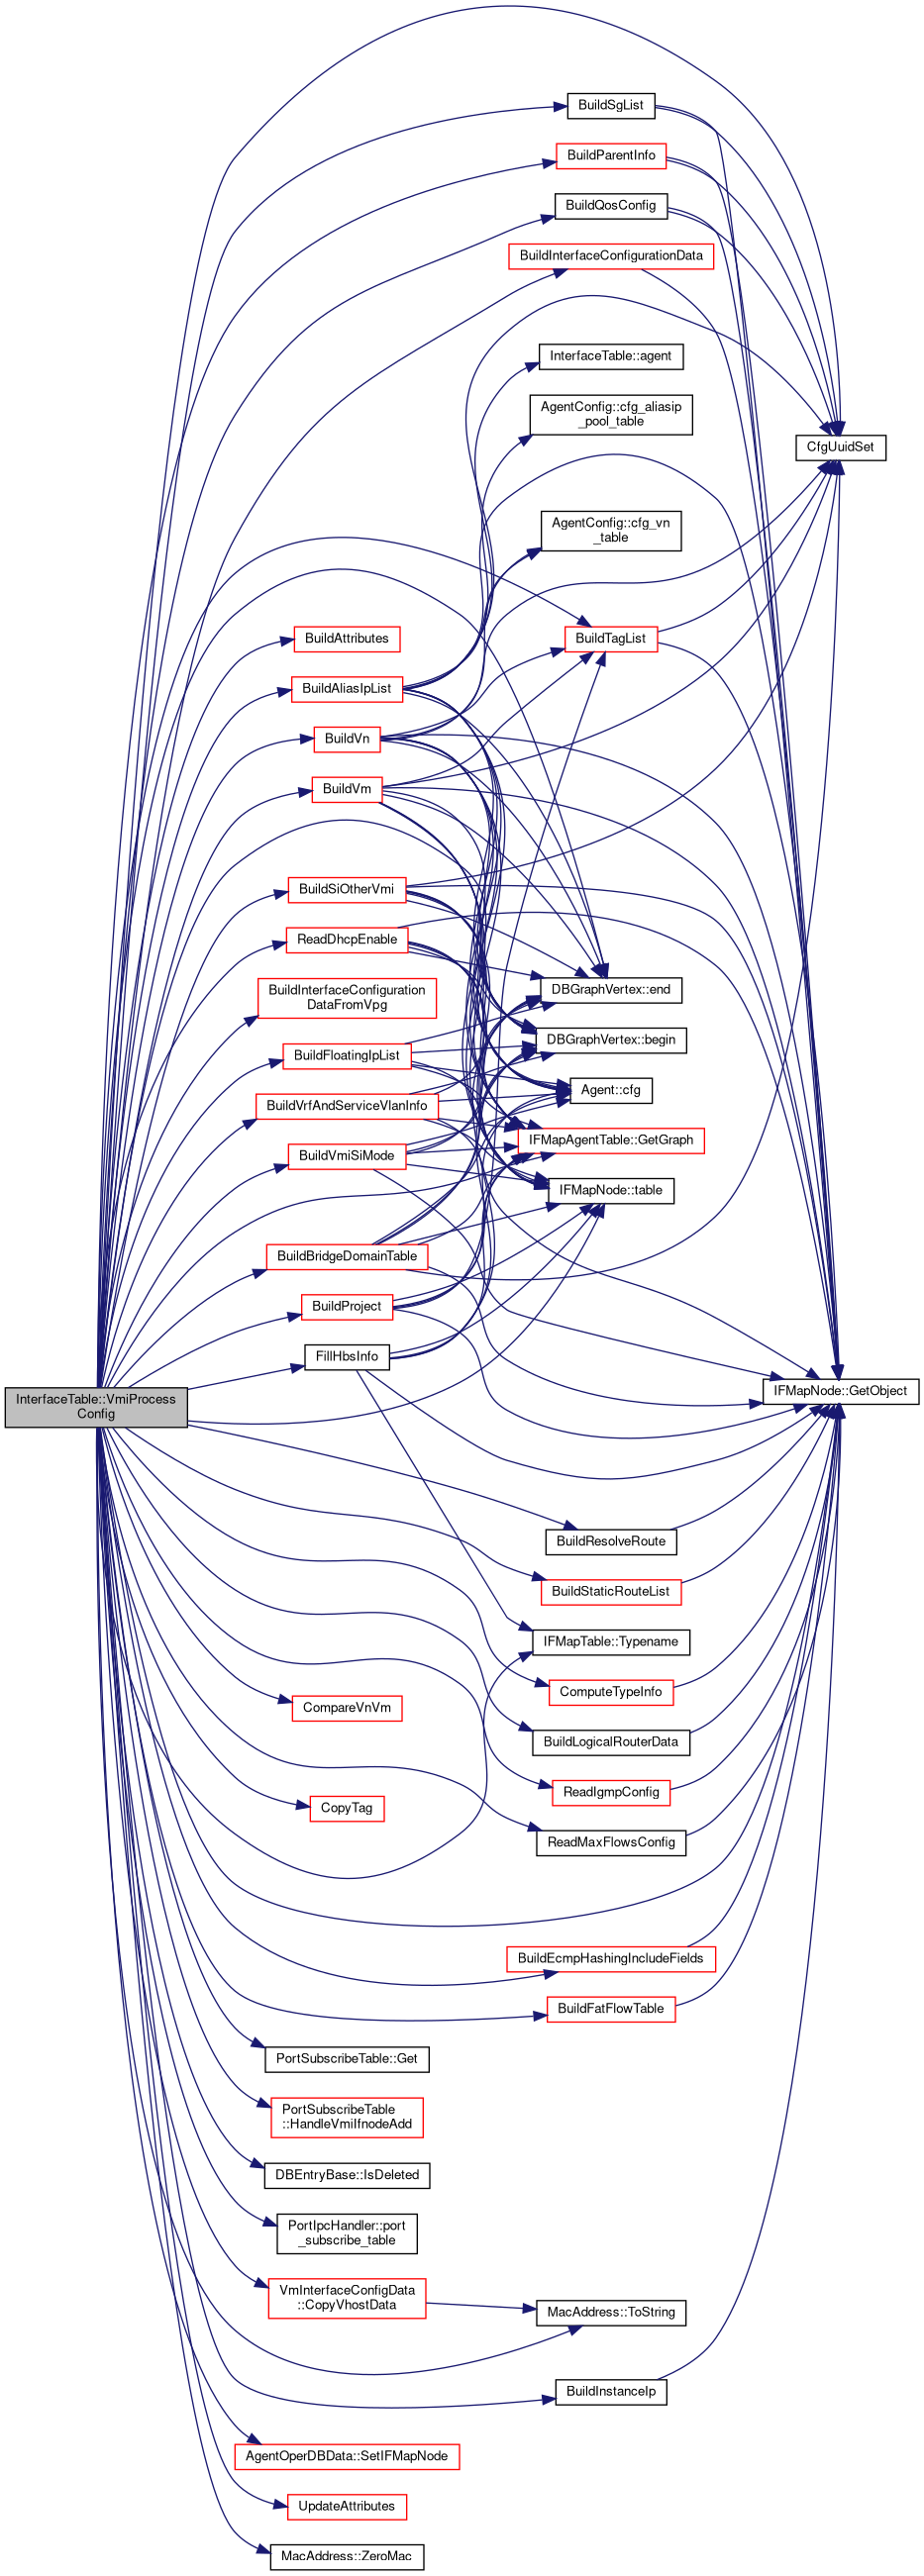 BuildSgList
BuildParentInfo
BuildQosConfig
BuildInterfaceConfigurationData
InterfaceTable::agent
AgentConfig::cfg_aliasip
_pool_table
CfgUuidSet
AgentConfig::cfg_vn
_table
BuildAttributes
BuildTagList
BuildAliasIpList
BuildVn
BuildVm
BuildSiOtherVmi
ReadDhcpEnable
BuildInterfaceConfiguration
DataFromVpg
DBGraphVertex::end
DBGraphVertex::begin
BuildFloatingIpList
Agent::cfg
BuildVrfAndServiceVlanInfo
IFMapAgentTable::GetGraph
BuildVmiSiMode
IFMapNode::table
BuildBridgeDomainTable
BuildProject
FillHbsInfo
InterfaceTable::VmiProcess
Config
IFMapNode::GetObject
BuildResolveRoute
BuildStaticRouteList
IFMapTable::Typename
ComputeTypeInfo
CompareVnVm
BuildLogicalRouterData
ReadIgmpConfig
CopyTag
ReadMaxFlowsConfig
BuildEcmpHashingIncludeFields
BuildFatFlowTable
PortSubscribeTable::Get
PortSubscribeTable
::HandleVmiIfnodeAdd
DBEntryBase::IsDeleted
PortIpcHandler::port
_subscribe_table
VmInterfaceConfigData
::CopyVhostData
MacAddress::ToString
BuildInstanceIp
AgentOperDBData::SetIFMapNode
UpdateAttributes
MacAddress::ZeroMac